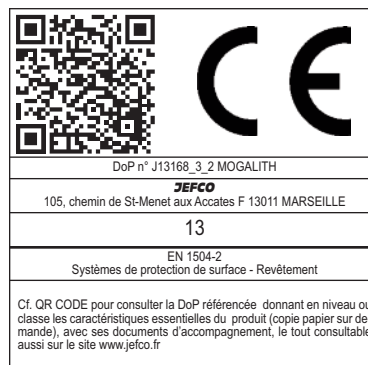 CE
DoP n° J13168_3_2 MOGALITH
JEFCO
105, chemin de St-Menet aux Accates F 13011 MARSEILLE
13
EN 1504-2
Systèmes de protection de surface - Revêtement
Cf. QR CODE pour consulter la DoP référencée donnant en niveau ou
classe les caractéristiques essentielles du produit (copie papier sur de-
mande), avec ses documents d'accompagnement, le tout consultable
aussi sur le site www.jefco.fr